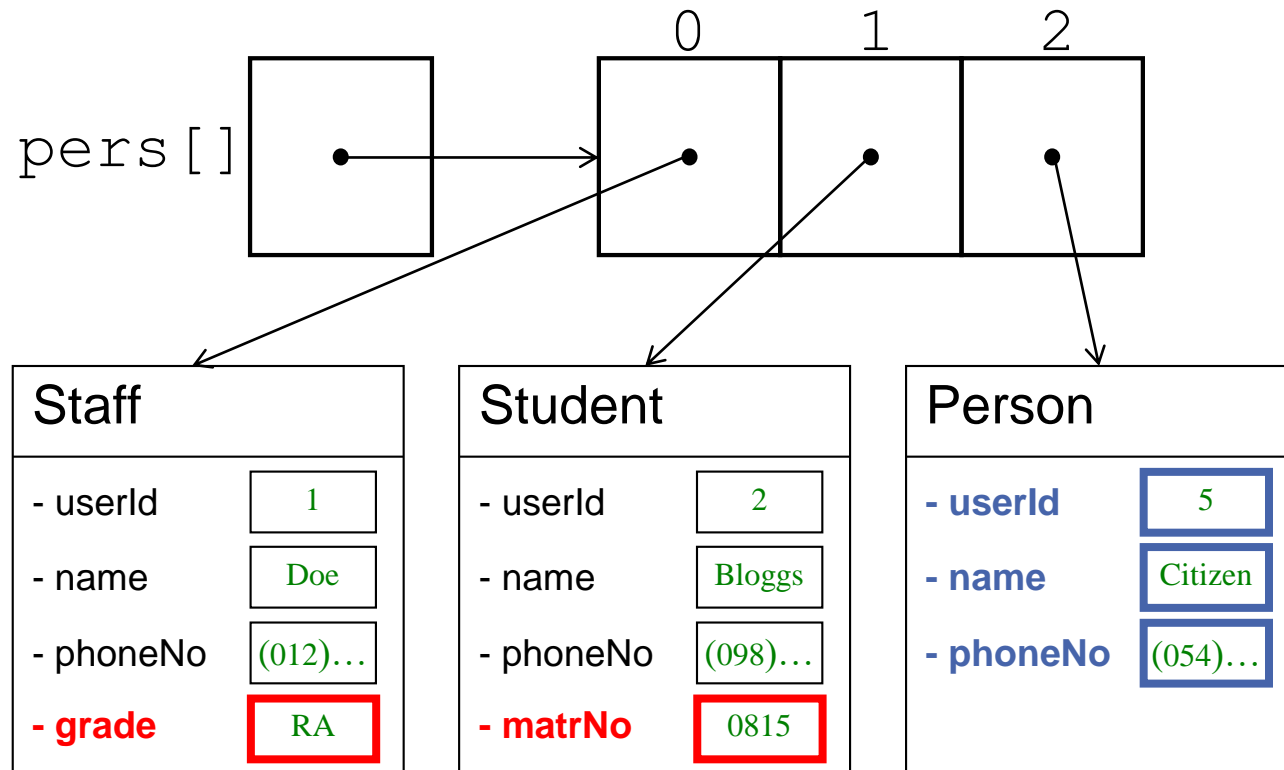 0 1 2
pers[]
Staff Student Person
- userId 1 - userId 2 - userId 5
- name Doe - name Bloggs - name Citizen
- phoneNo (012)… - phoneNo (098)… - phoneNo (054)…
- grade RA - matrNo 0815